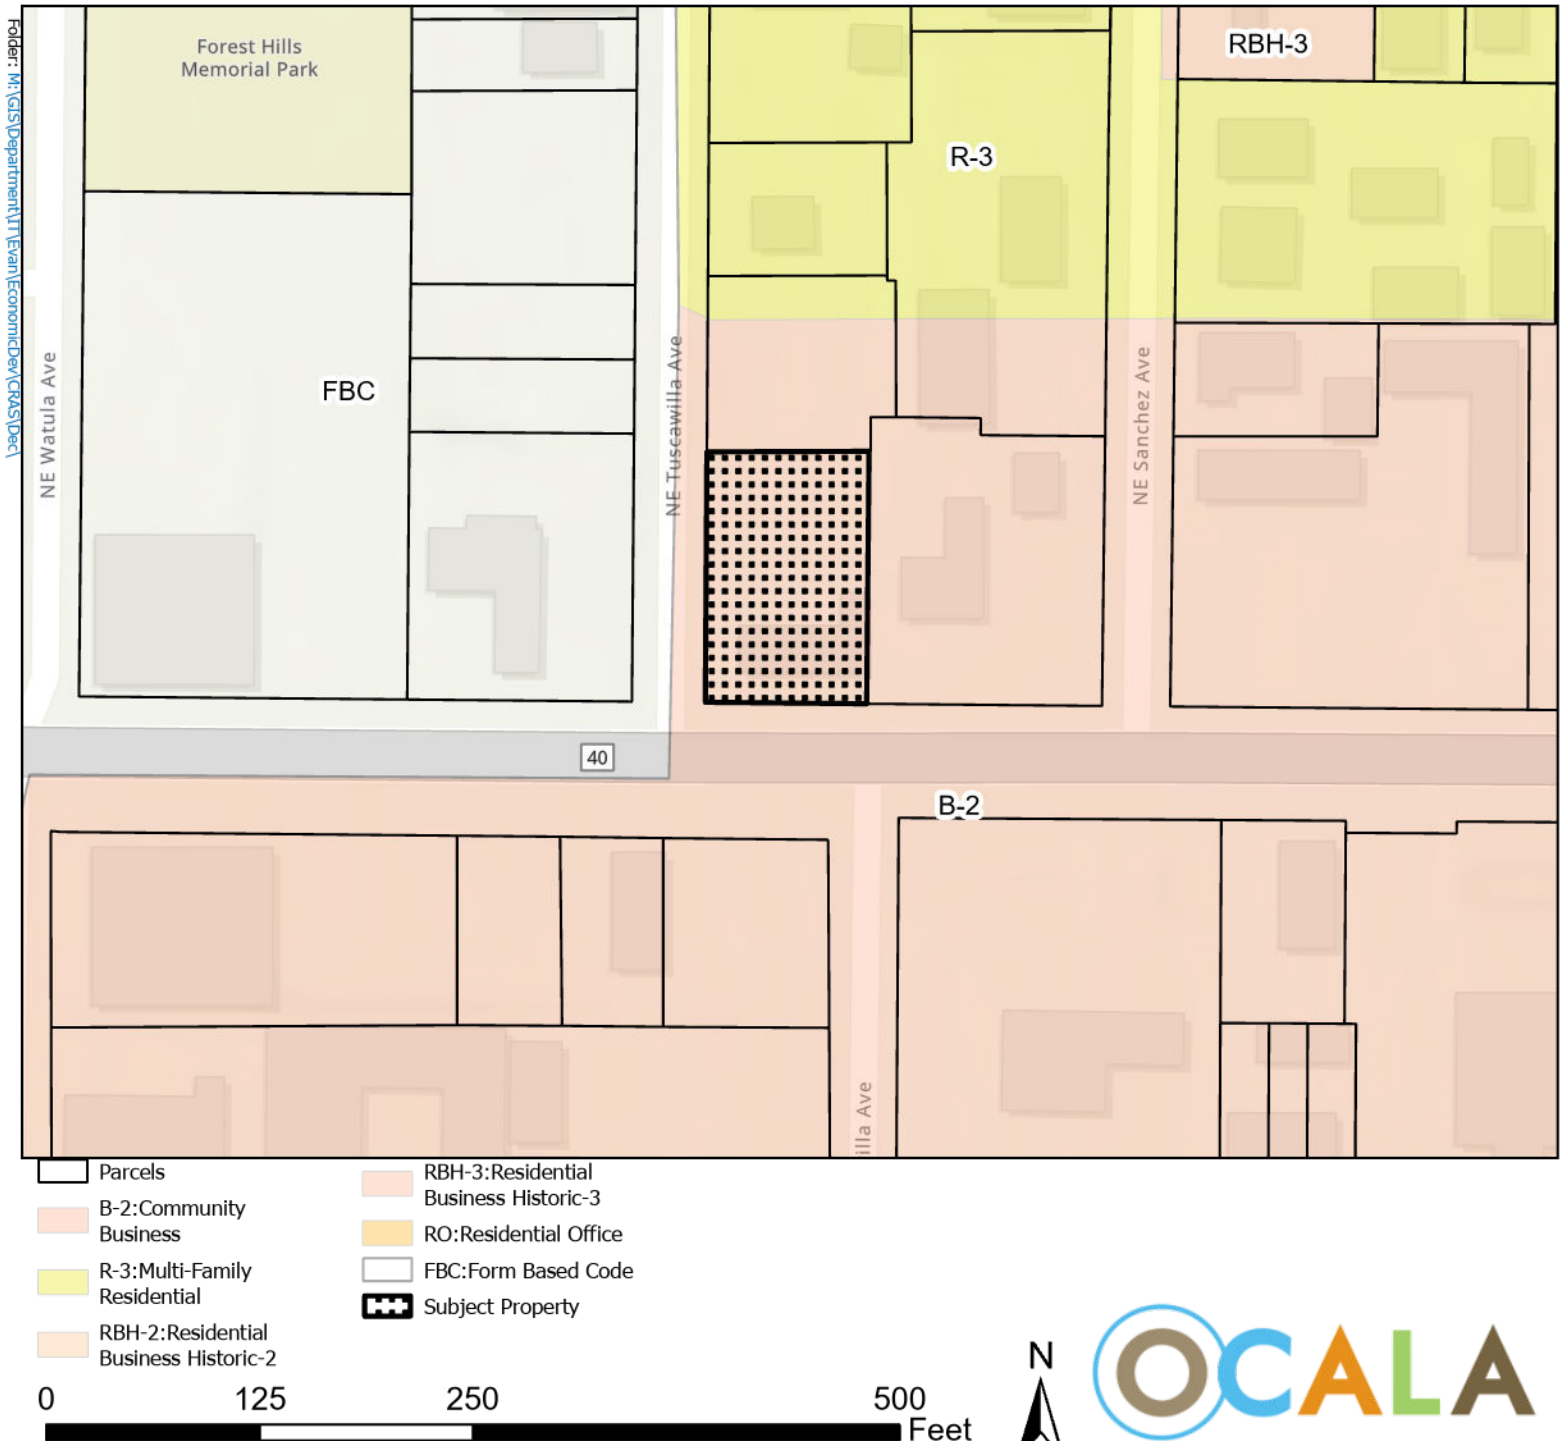 Folder: M:\GIS\Department\IT\Evan\EconomicDev\CRAS\Dec\
Forest Hills
Memorial Park
RBH-3
R-3
FBC
NE Watula Ave
NE Tuscawilla Ave
NE Sanchez Ave
40
B-2
illa Ave
Parcels
B-2:Community
Business
R-3:Multi-Family
Residential
RBH-2:Residential
Business Historic-2
RBH-3:Residential
Business Historic-3
RO:Residential Office
FBC:Form Based Code
Subject Property
0 125 250 500
Feet
N
OCALA